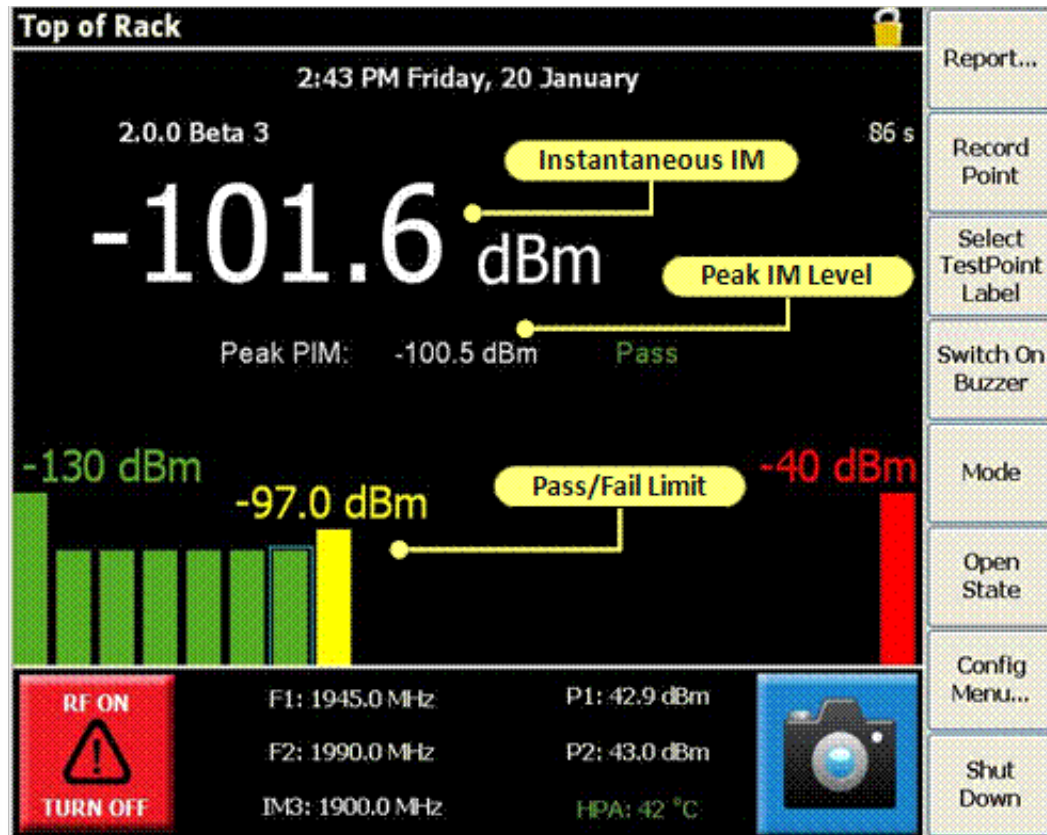 Top of Rack
2:43 PM Friday, 20 January
2.0.0 Beta 3
86 s
Instantaneous IM
-101.6 dBm
Peak IM Level
Peak PIM: -100.5 dBm Pass
-130 dBm
-97.0 dBm
Pass/Fail Limit
-40 dBm
RF ON
TURN OFF
F1: 1945.0 MHz
P1: 42.9 dBm
F2: 1990.0 MHz
P2: 43.0 dBm
IM3: 1900.0 MHz
HPA: 42 °C
Report...
Record
Point
Select
TestPoint
Label
Switch On
Buzzer
Mode
Open
State
Config
Menu...
Shut
Down